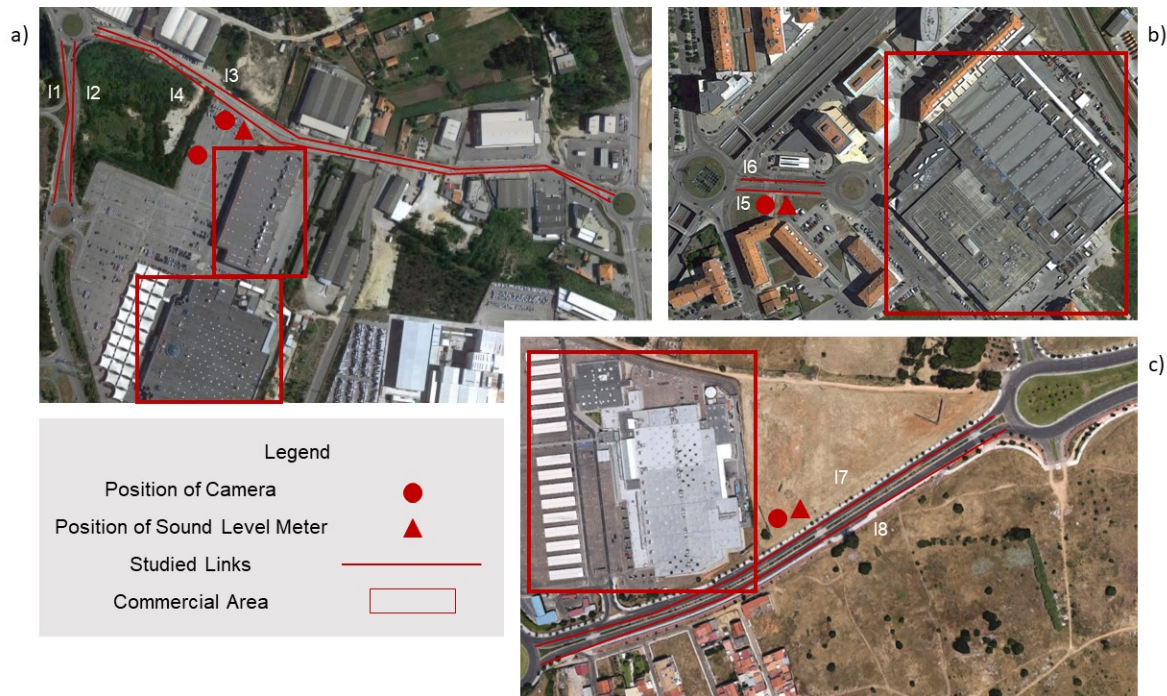 a)
l1
l2
l3
l4
b)
l6
l5
c)
l7
l8
Legend
Position of Camera
Position of Sound Level Meter
Studied Links
Commercial Area